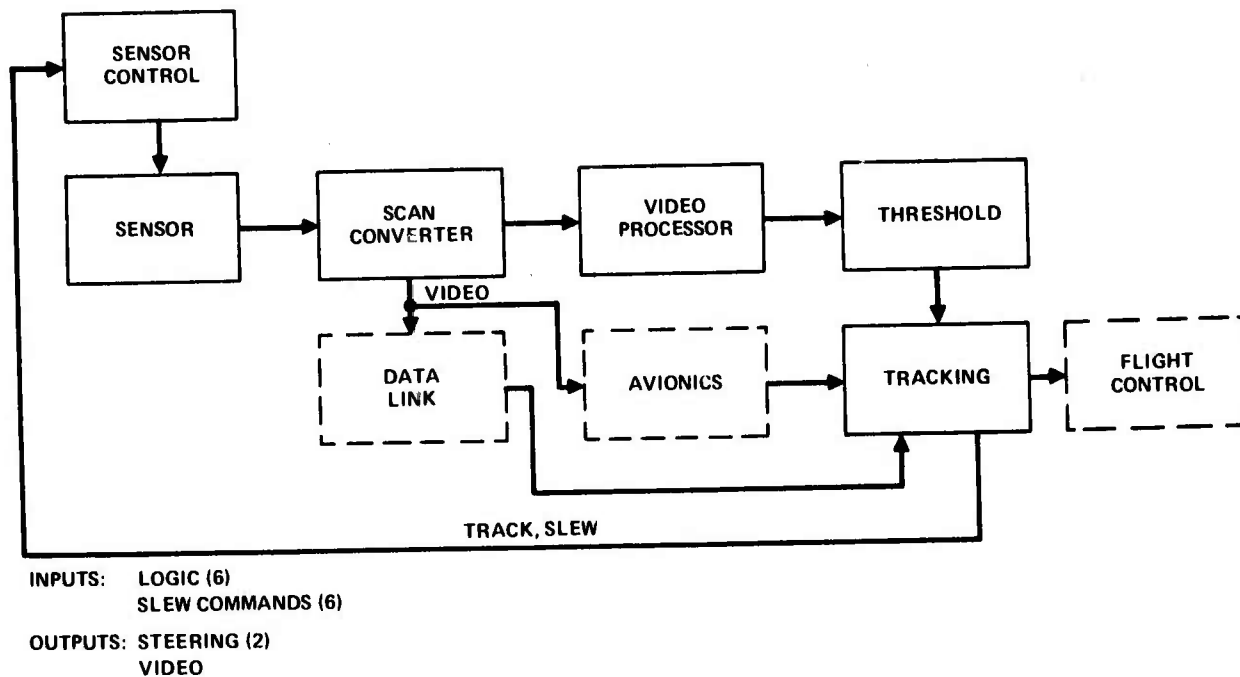 SENSOR
CONTROL
SENSOR
SCAN
CONVERTER
VIDEO
PROCESSOR
THRESHOLD
VIDEO
DATA
LINK
AVIONICS
TRACKING
FLIGHT
CONTROL
TRACK, SLEW
INPUTS: LOGIC (6)
SLEW COMMANDS (6)
OUTPUTS: STEERING (2)
VIDEO